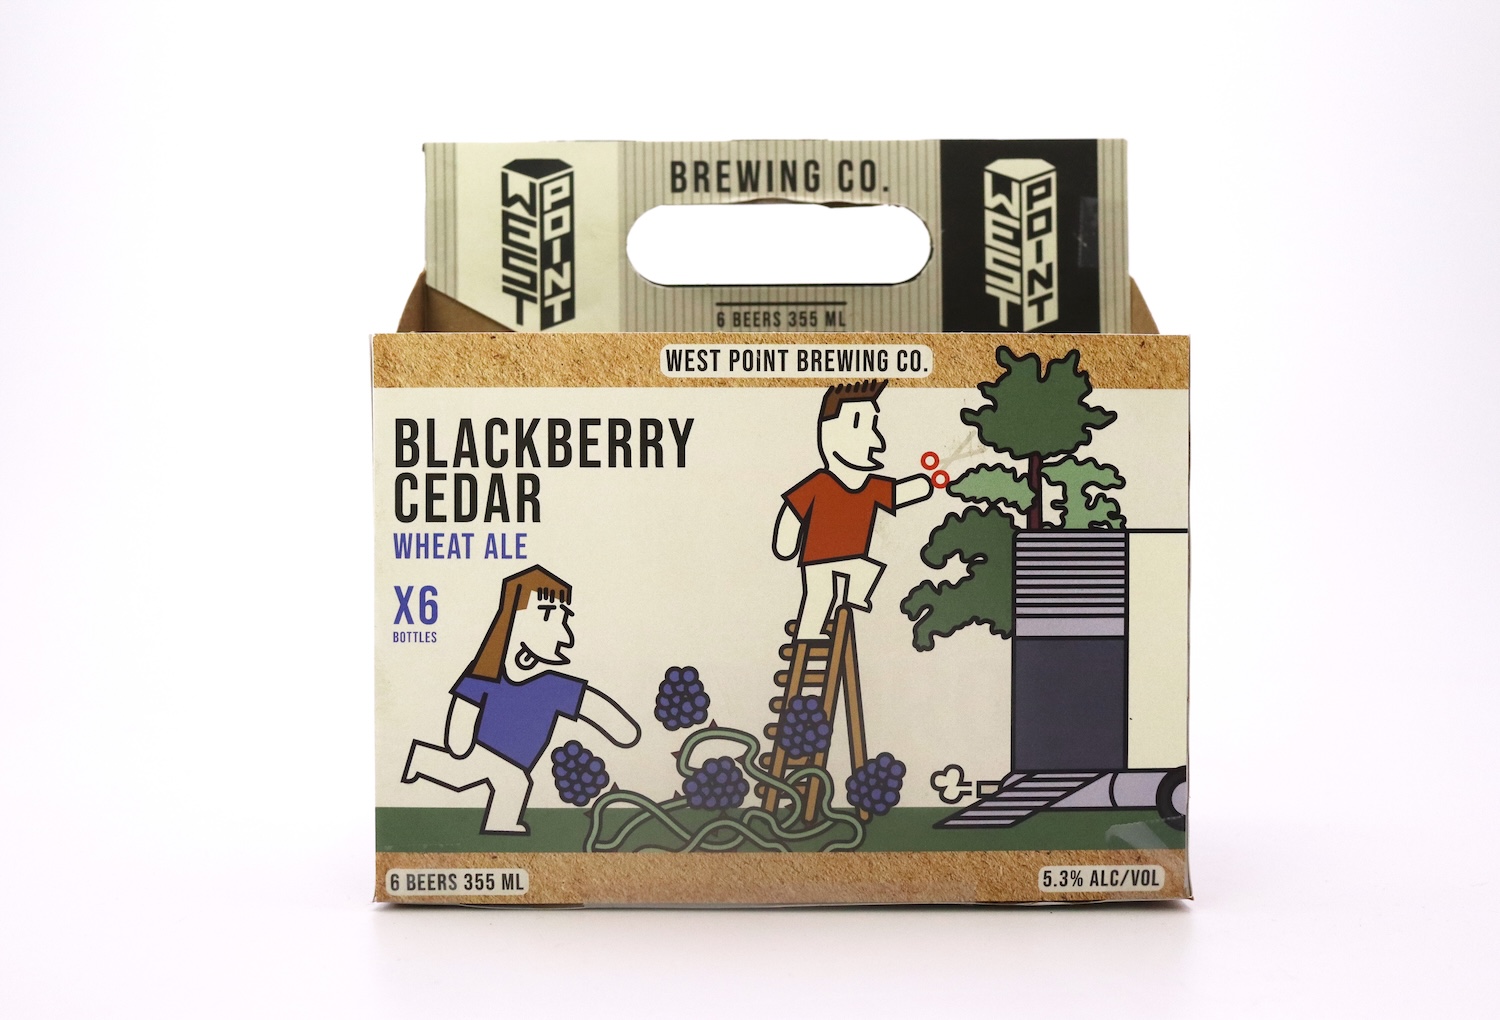 WEST POINT
BREWING CO.
WEST POINT
6 BEERS 355 ML
WEST POINT BREWING CO.
BLACKBERRY
CEDAR
WHEAT ALE
X6
BOTTLES
6 BEERS 355 ML
5.3% ALC/VOL